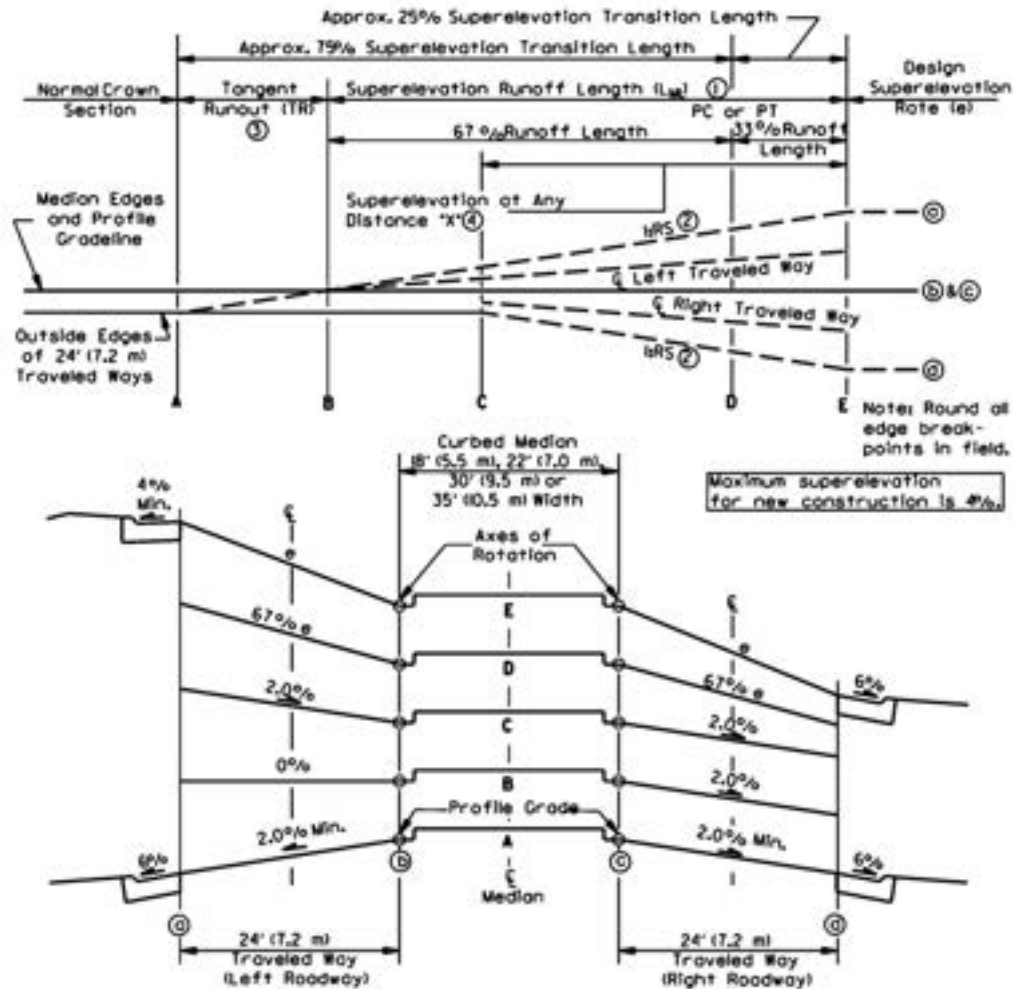 Approx. 25% Superelevation Transition Length
Approx. 79% Superelevation Transition Length
Normal Crown
Section
Tangent
Runout (TR)
③
Superelevation Runoff Length (L
) ①
PC or PT
Design
Superelevation
Rate (e)
67 % Runoff Length
33% Runoff
Length
Median Edges
and Profile
Gradeline
Superelevation at Any
Distance "X" ④
②
℄ Left Traveled Way
ⓑ & ⓒ
℄ Right Traveled Way
②
ⓓ
Outside Edges
of 24' (7.2 m)
Traveled Ways
A
B
C
D
E
Note: Round all
edge break-
points in field.
Curbed Median
18' (5.5 m), 22' (7.0 m),
30' (9.5 m) or
35' (10.5 m) Width
Maximum superelevation
for new construction is 4%.
4%
Min.
℄
Axes of
Rotation
℄
e
E
e
67% e
D
67% e
6%
2.0%
C
2.0%
0%
B
2.0%
2.0% Min.
Profile Grade
A
2.0% Min.
6%
6%
ⓑ
ⓒ
℄
Median
24' (7.2 m)
Traveled Way
(Left Roadway)
24' (7.2 m)
Traveled Way
(Right Roadway)